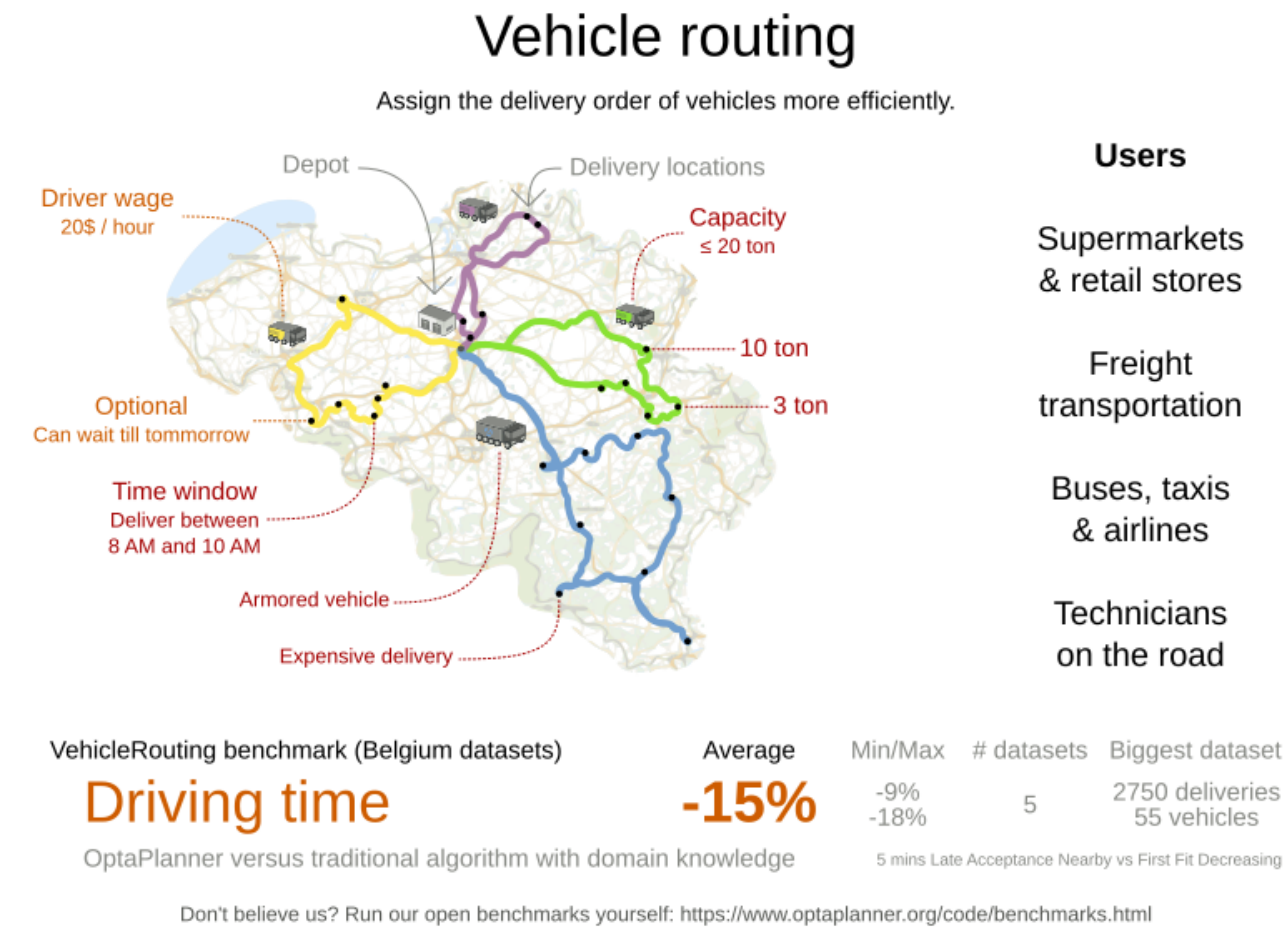 Vehicle routing
Assign the delivery order of vehicles more efficiently.
Depot
Delivery locations
Driver wage
20$ / hour
Capacity
≤ 20 ton
10 ton
3 ton
Optional
Can wait till tommorrow
Time window
Deliver between
8 AM and 10 AM
Armored vehicle
Expensive delivery
Users
Supermarkets
& retail stores
Freight
transportation
Buses, taxis
& airlines
Technicians
on the road
VehicleRouting benchmark (Belgium datasets)
Average
Min/Max
# datasets
Biggest dataset
Driving time
-15%
-9%
-18%
5
2750 deliveries
55 vehicles
OptaPlanner versus traditional algorithm with domain knowledge
5 mins Late Acceptance Nearby vs First Fit Decreasing
Don't believe us? Run our open benchmarks yourself: https://www.optaplanner.org/code/benchmarks.html